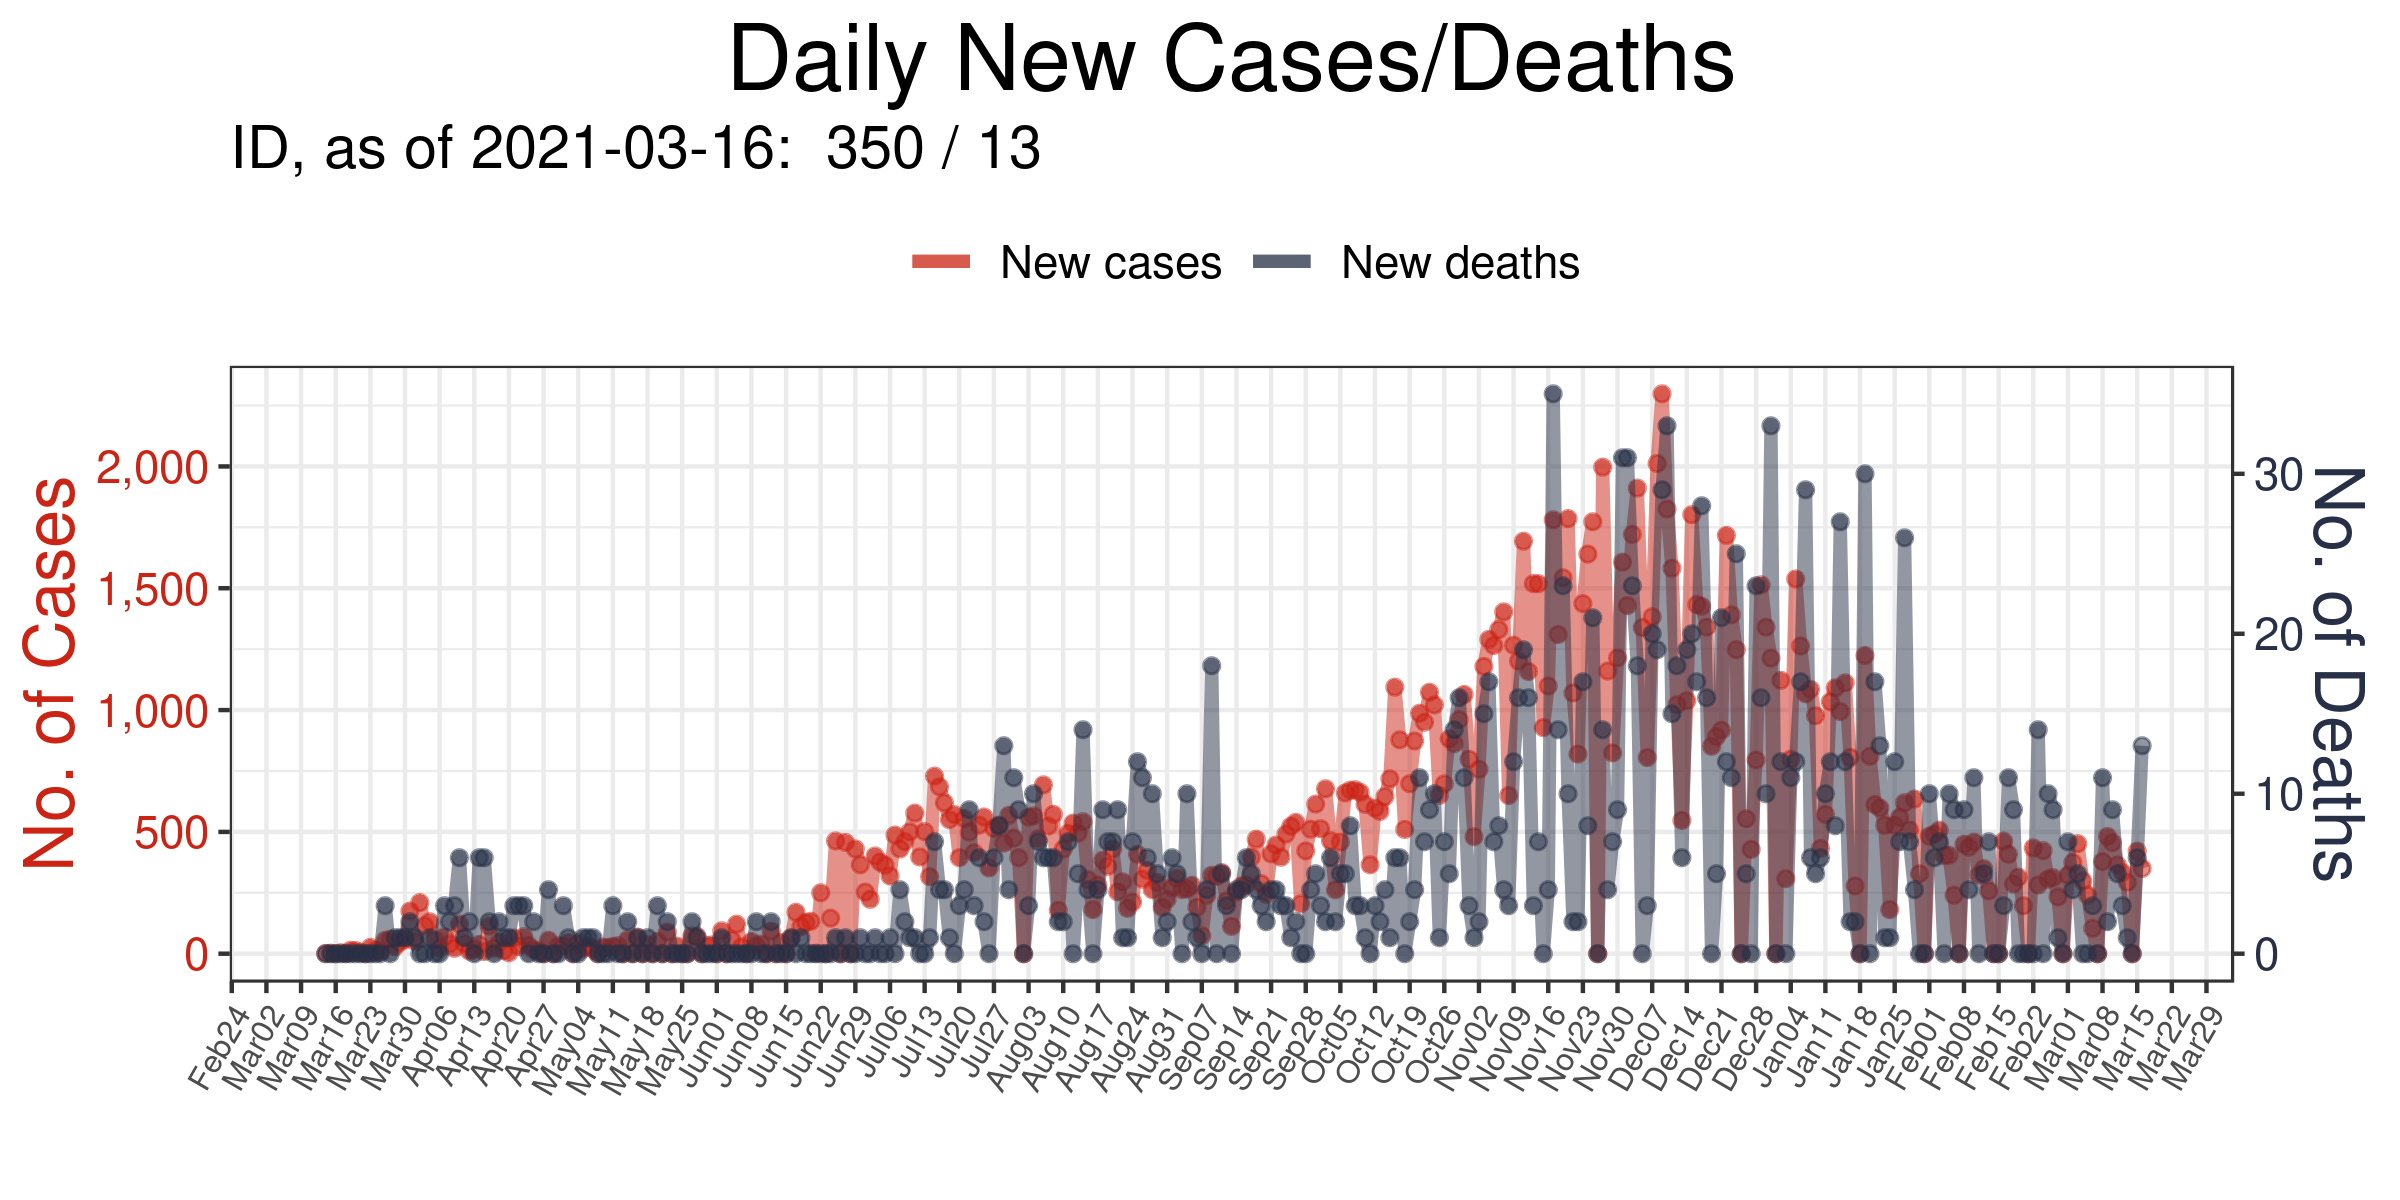 Daily New Cases/Deaths
ID, as of 2021-03-16:  350 / 13
New cases
New deaths
No. of Cases
2,000
1,500
1,000
500
0
30
20
10
0
No. of Deaths
Feb24
Mar02
Mar09
Mar16
Mar23
Mar30
Apr06
Apr13
Apr20
Apr27
May04
May11
May18
May25
Jun01
Jun08
Jun15
Jun22
Jun29
Jul06
Jul13
Jul20
Jul27
Aug03
Aug10
Aug17
Aug24
Aug31
Sep07
Sep14
Sep21
Sep28
Oct05
Oct12
Oct19
Oct26
Nov02
Nov09
Nov16
Nov23
Nov30
Dec07
Dec14
Dec21
Dec28
Jan04
Jan11
Jan18
Jan25
Feb01
Feb08
Feb15
Feb22
Mar01
Mar08
Mar15
Mar22
Mar29